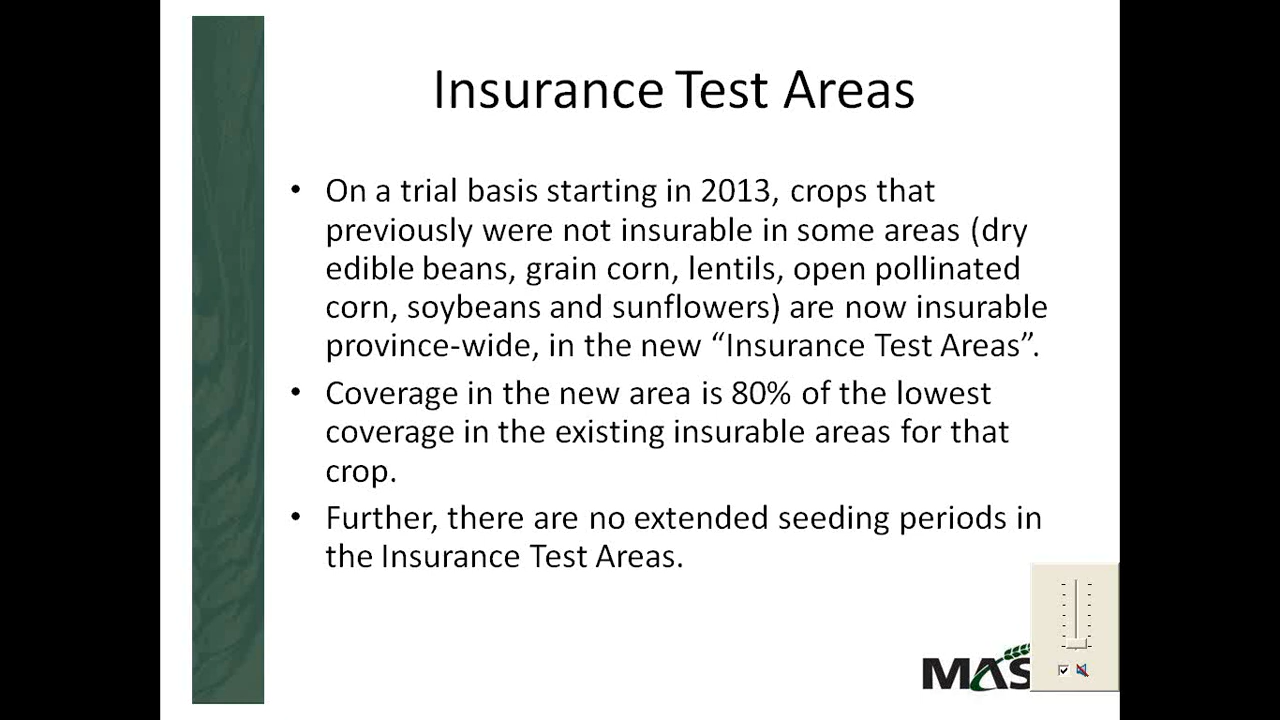 Insurance Test Areas
• On a trial basis starting in 2013, crops that
previously were not insurable in some areas (dry
edible beans, grain corn, lentils, open pollinated
corn, soybeans and sunflowers) are now insurable
province-wide, in the new “Insurance Test Areas”.
• Coverage in the new area is 80% of the lowest
coverage in the existing insurable areas for that
crop.
• Further, there are no extended seeding periods in
the Insurance Test Areas.
MAS